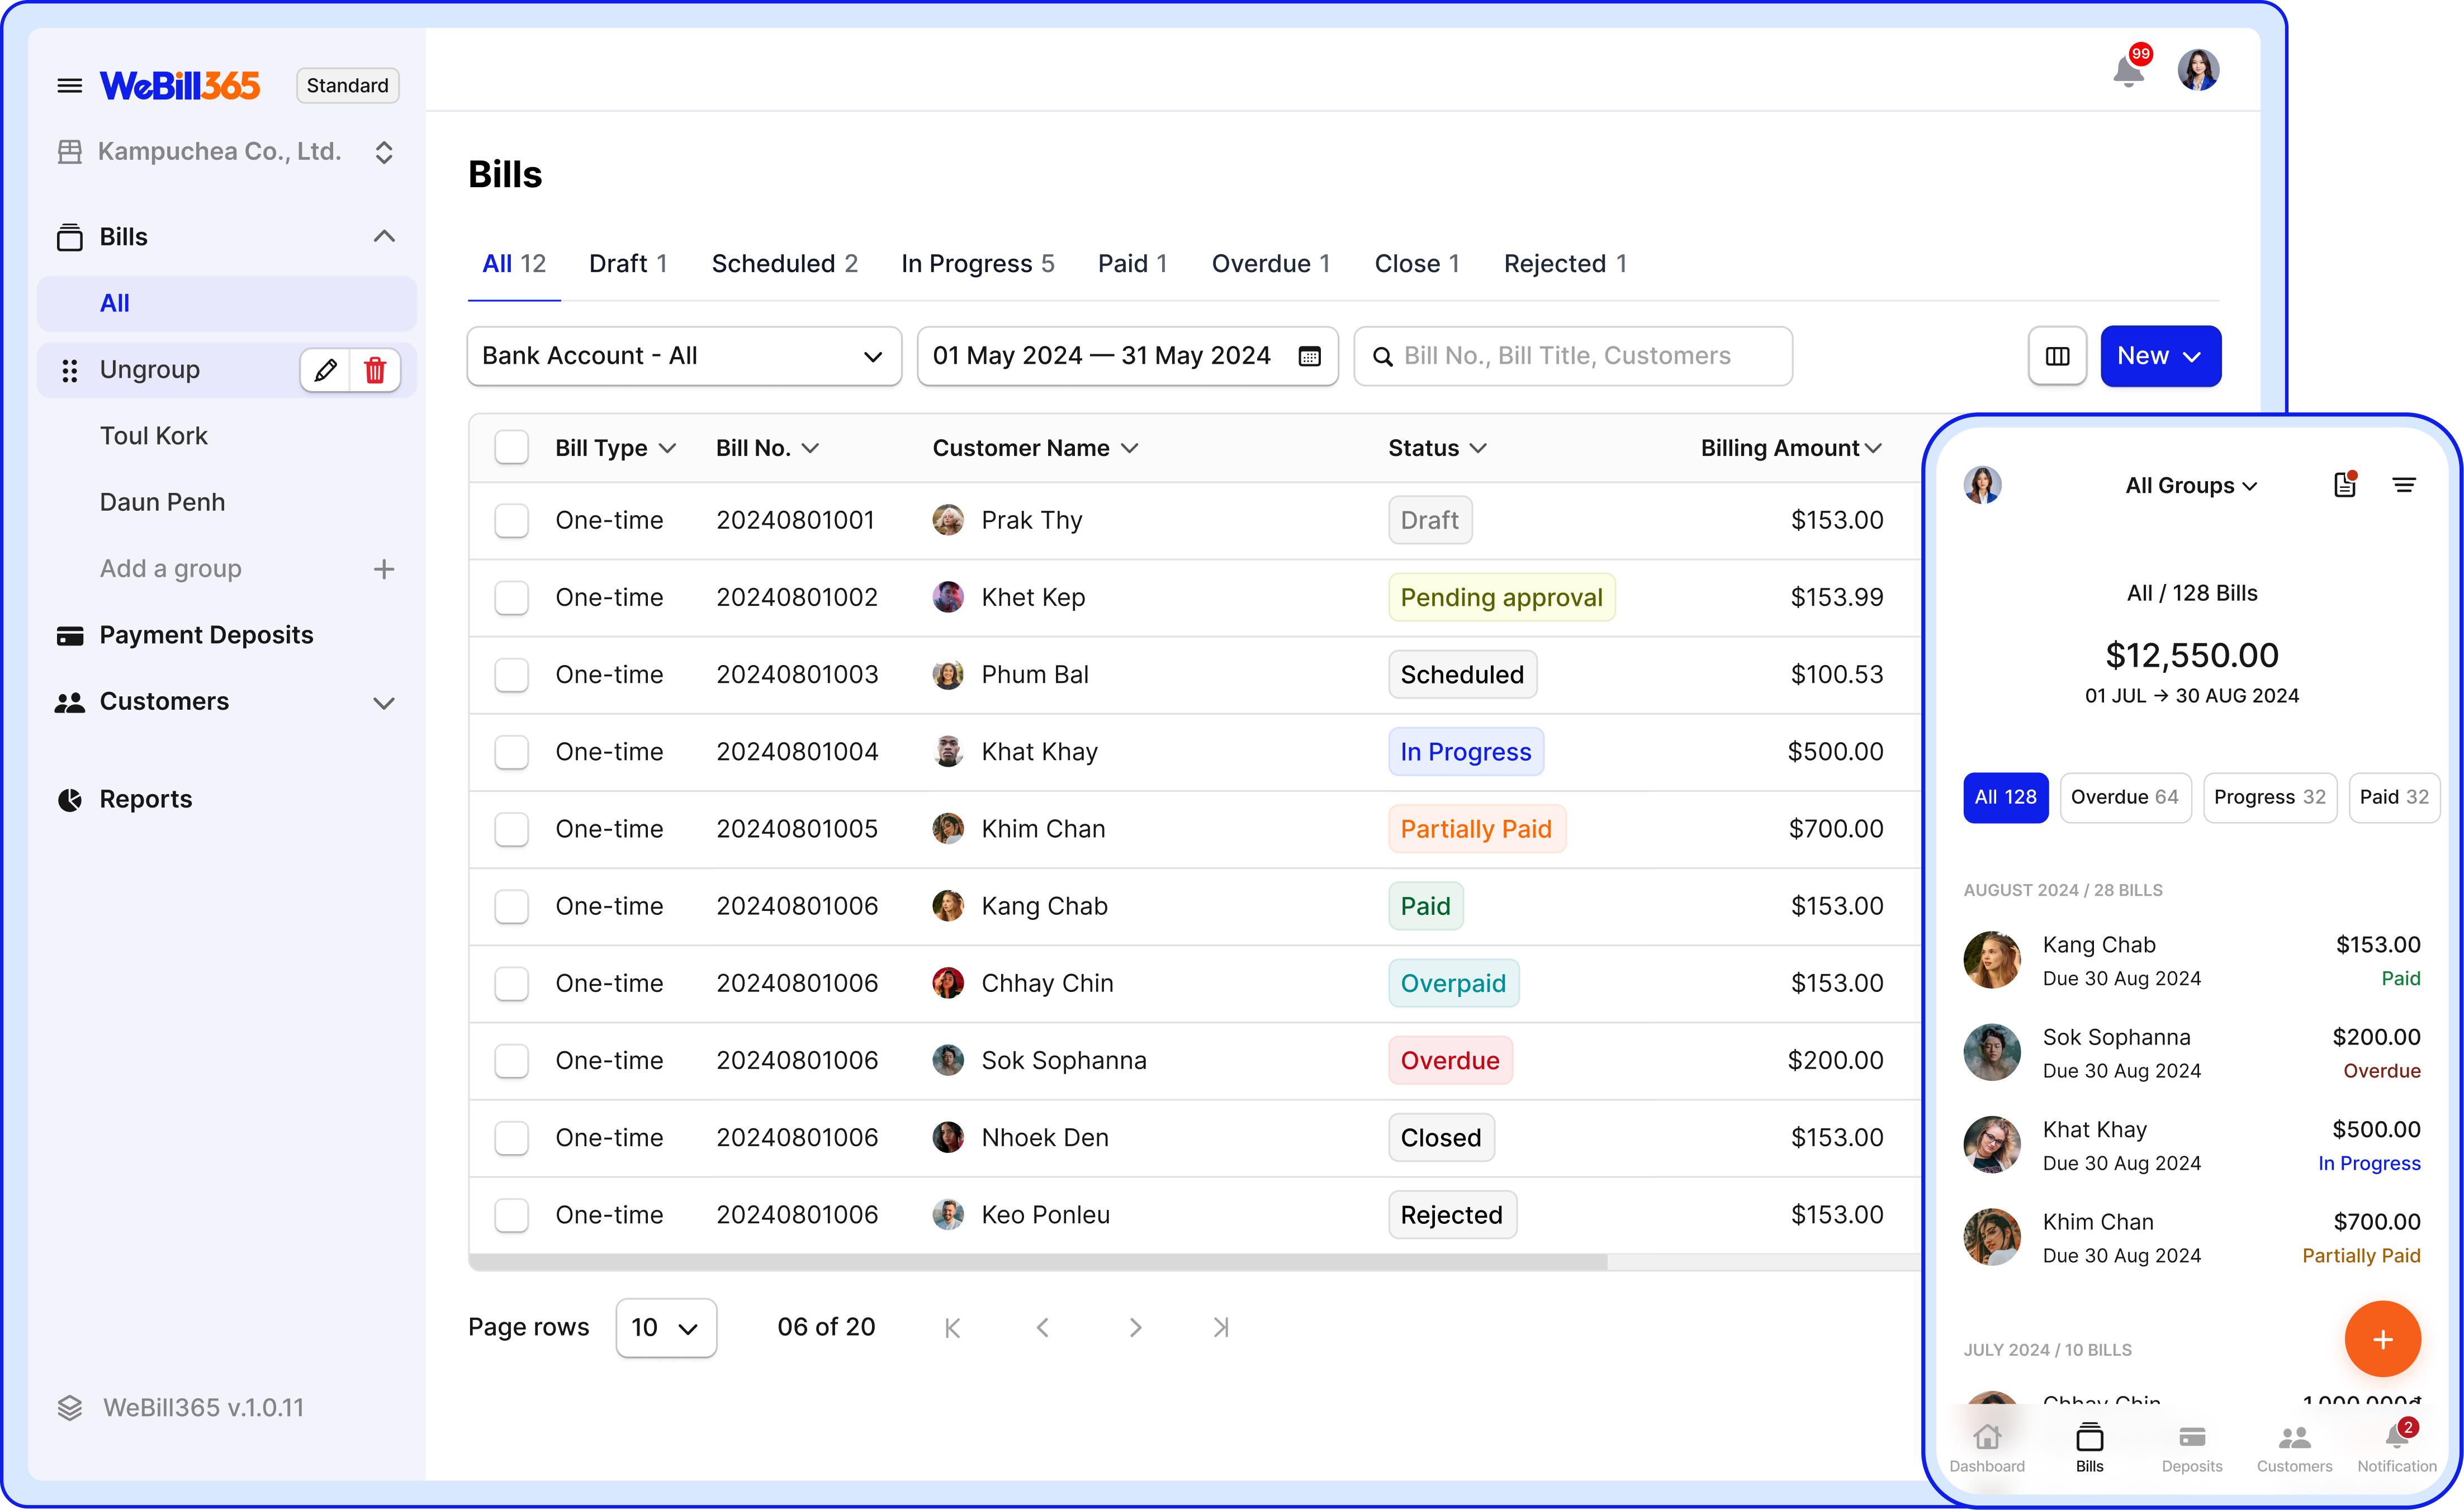 WeBill365 Standard
Kampuchea Co., Ltd.
Bills
All
Ungroup
Toul Kork
Daun Penh
Add a group
Payment Deposits
Customers
Reports
WeBill365 v.1.0.11
99
Bills
All 12 Draft 1 Scheduled 2 In Progress 5 Paid 1 Overdue 1 Close 1 Rejected 1
Bank Account - All 01 May 2024 — 31 May 2024 Bill No., Bill Title, Customers New
Bill Type Bill No. Customer Name Status Billing Amount
One-time 20240801001 Prak Thy Draft $153.00
One-time 20240801002 Khet Kep Pending approval $153.99
One-time 20240801003 Phum Bal Scheduled $100.53
One-time 20240801004 Khat Khay In Progress $500.00
One-time 20240801005 Khim Chan Partially Paid $700.00
One-time 20240801006 Kang Chab Paid $153.00
One-time 20240801006 Chhay Chin Overpaid $153.00
One-time 20240801006 Sok Sophanna Overdue $200.00
One-time 20240801006 Nhoek Den Closed $153.00
One-time 20240801006 Keo Ponleu Rejected $153.00
Page rows 10 06 of 20
All Groups
All / 128 Bills
$12,550.00
01 JUL → 30 AUG 2024
All 128 Overdue 64 Progress 32 Paid 32
AUGUST 2024 / 28 BILLS
Kang Chab $153.00
Due 30 Aug 2024 Paid
Sok Sophanna $200.00
Due 30 Aug 2024 Overdue
Khat Khay $500.00
Due 30 Aug 2024 In Progress
Khim Chan $700.00
Due 30 Aug 2024 Partially Paid
JULY 2024 / 10 BILLS
Chhay Chin
2
Dashboard Bills Deposits Customers Notification